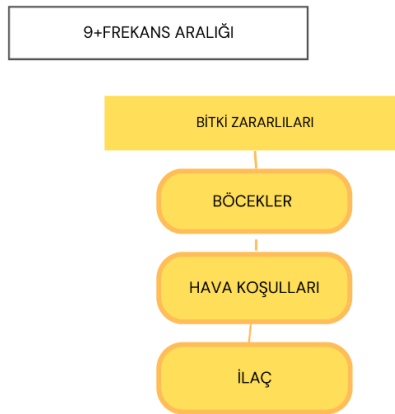 9+FREKANS ARALIĞI
BİTKİ ZARARLILARI
BÖCEKLER
HAVA KOŞULLARI
İLAÇ